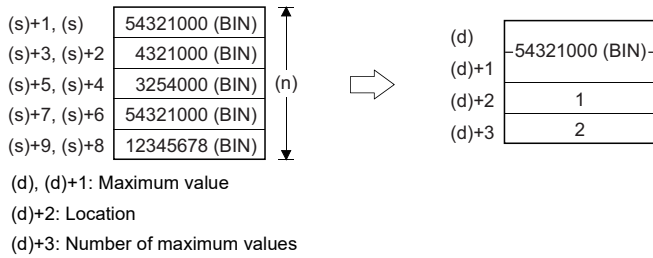 (s)+1, (s) 54321000 (BIN)
(s)+3, (s)+2 4321000 (BIN)
(s)+5, (s)+4 3254000 (BIN)
(s)+7, (s)+6 54321000 (BIN)
(s)+9, (s)+8 12345678 (BIN)
(n)
(d)
54321000 (BIN)
(d)+1
(d)+2 1
(d)+3 2
(d), (d)+1: Maximum value
(d)+2: Location
(d)+3: Number of maximum values